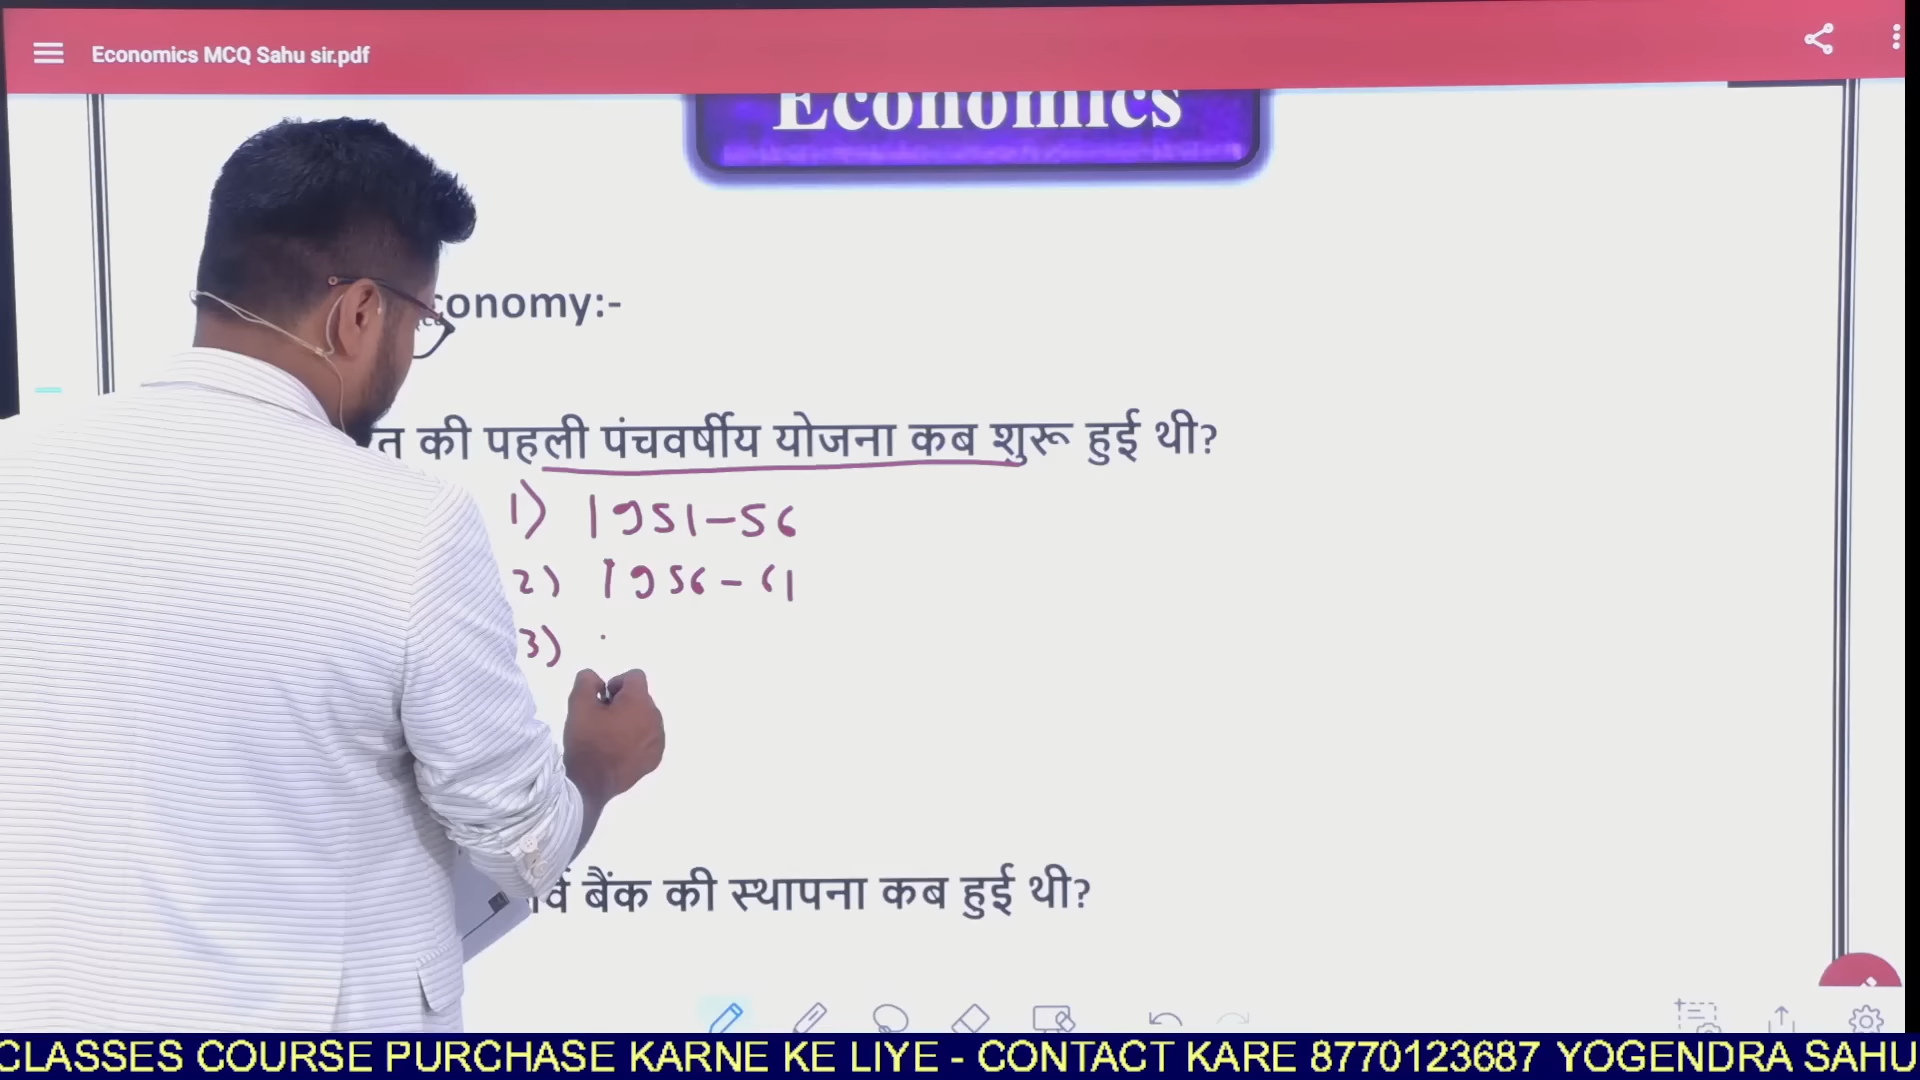 Economics MCQ Sahu sir.pdf
Economics
conomy:-
त की पहली पंचवर्षीय योजना कब शुरू हुई थी?
1) 1951-56
2) 1956-61
3)
र्व बैंक की स्थापना कब हुई थी?
CLASSES COURSE PURCHASE KARNE KE LIYE - CONTACT KARE 8770123687 YOGENDRA SAHU